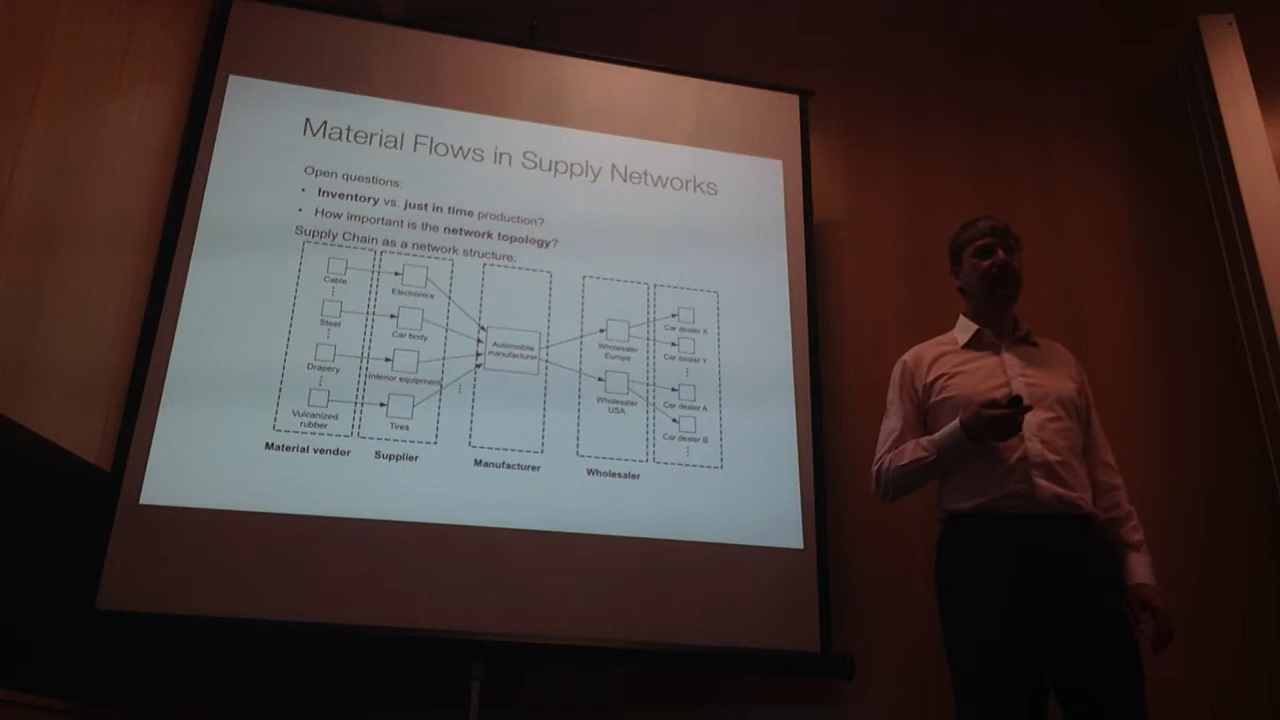 Material Flows in Supply Networks
Open questions:
• Inventory vs. just in time production?
• How important is the network topology?
Supply Chain as a network structure:
Cable
Steel
Drapery
Vulcanized
rubber
Material vendor
Electronics
Car body
Interior equipment
Tires
Supplier
Automobile
manufacturer
Manufacturer
Wholesaler
Europe
Wholesaler
USA
Wholesaler
Car dealer X
Car dealer Y
Car dealer A
Car dealer B